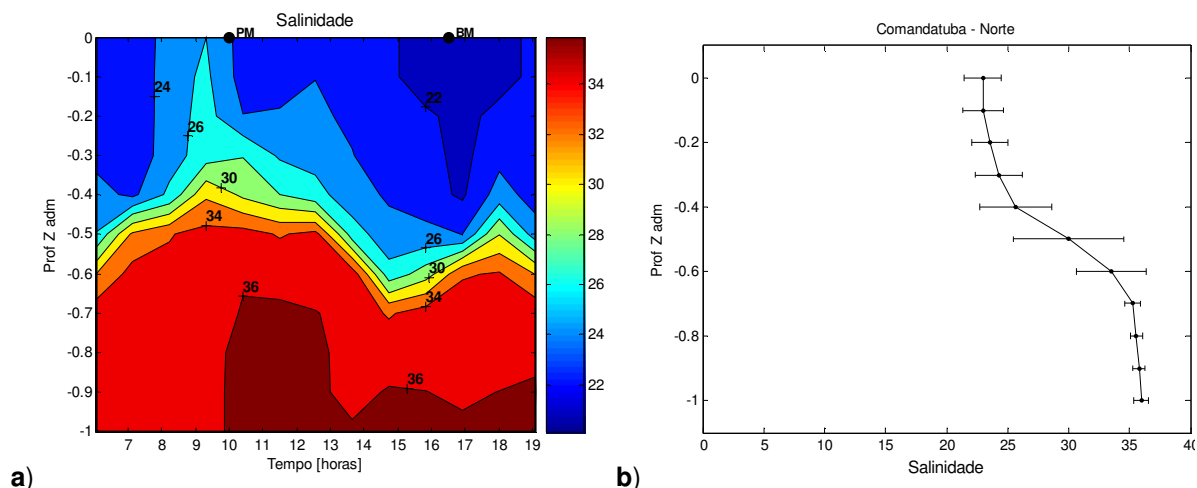 Salinidade
PM
BM
0
-0.1
-0.2
-0.3
-0.4
-0.5
-0.6
-0.7
-0.8
-0.9
-1
Prof Z adm
24
26
22
30
34
26
30
34
36
36
7 8 9 10 11 12 13 14 15 16 17 18 19
Tempo [horas]
34
32
30
28
26
24
22
a)
Comandatuba - Norte
0
-0.2
-0.4
-0.6
-0.8
-1
Prof Z adm
0 5 10 15 20 25 30 35 40
Salinidade
b)